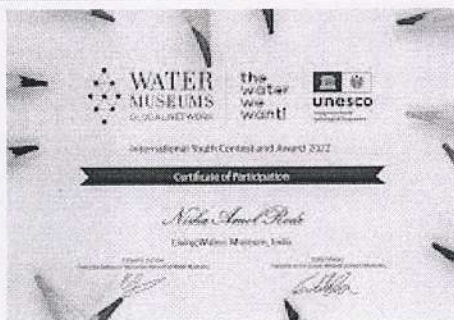 WATER
MUSEUMS
GLOBAL NETWORK
the
water
we
want!
unesco
International Youth Contest and Award 2022
Certificate of Participation
Nisha Amol Rode
Living Waters Museum, India